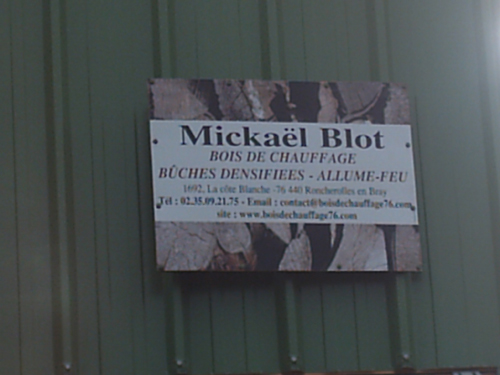 Mickaël Blot
BOIS DE CHAUFFAGE
BÛCHES DENSIFIEES - ALLUME-FEU
1692, La côte Blanche -76 440 Roncherolles en Bray
Tél : 02.35.09.21.75 - Email : contact@boisdechauffage76.com
site : www.boisdechauffage76.com